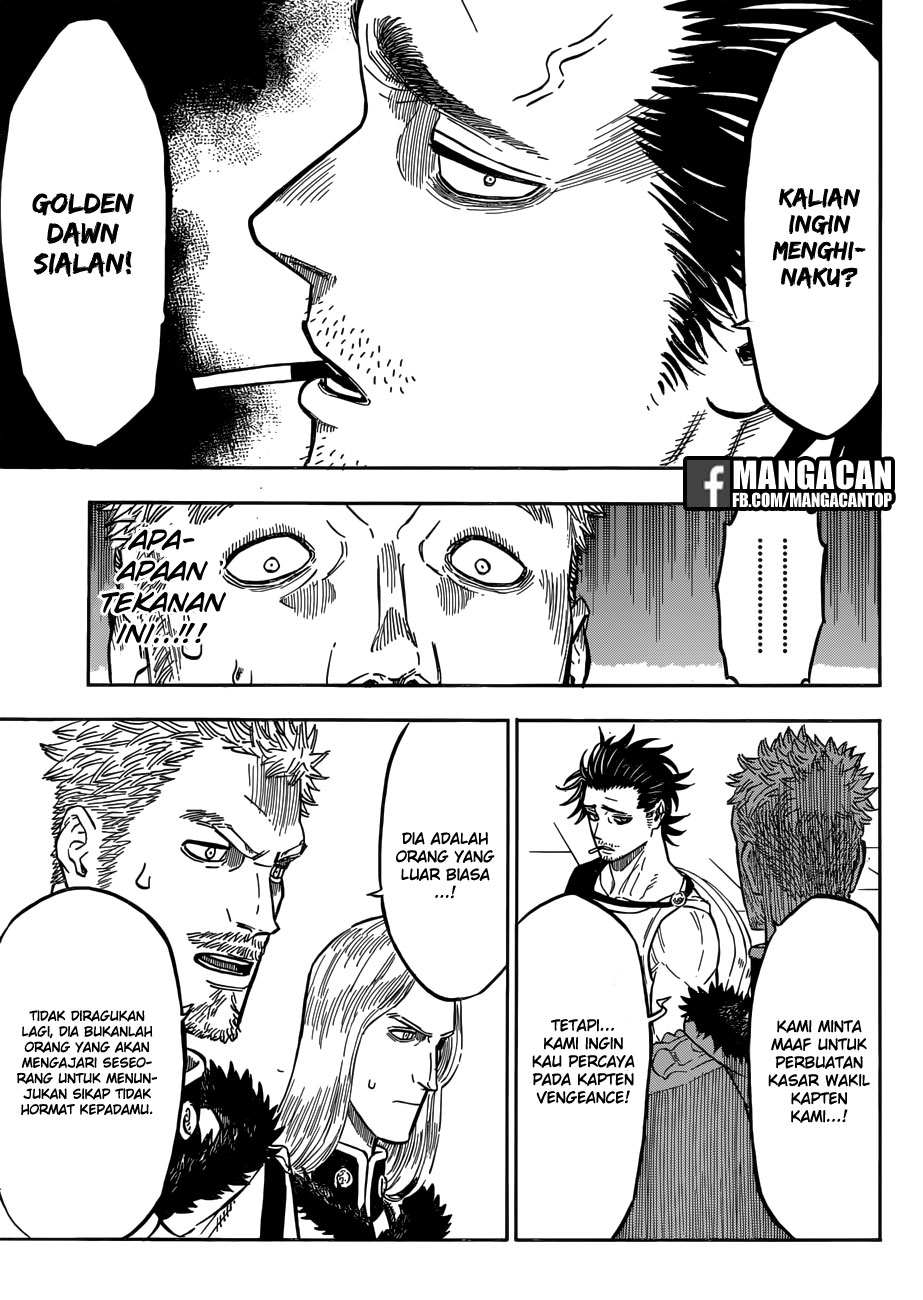 KALIAN
INGIN
MENGHI-
NAKU?
GOLDEN
DAWN
SIALAN!
MANGACAN
FB.COM/MANGACANTOP
...........
APA-
APAAN
TEKANAN
INI...!!!
KAMI MINTA
MAAF UNTUK
PERBUATAN
KASAR WAKIL
KAPTEN
KAMI...!
TETAPI...
KAMI INGIN
KAU PERCAYA
PADA KAPTEN
VENGEANCE!
DIA ADALAH
ORANG YANG
LUAR BIASA
...!
TIDAK DIRAGUKAN
LAGI, DIA BUKANLAH
ORANG YANG AKAN
MENGAJARI SESEO-
RANG UNTUK MENUN-
JUKAN SIKAP TIDAK
HORMAT KEPADAMU.